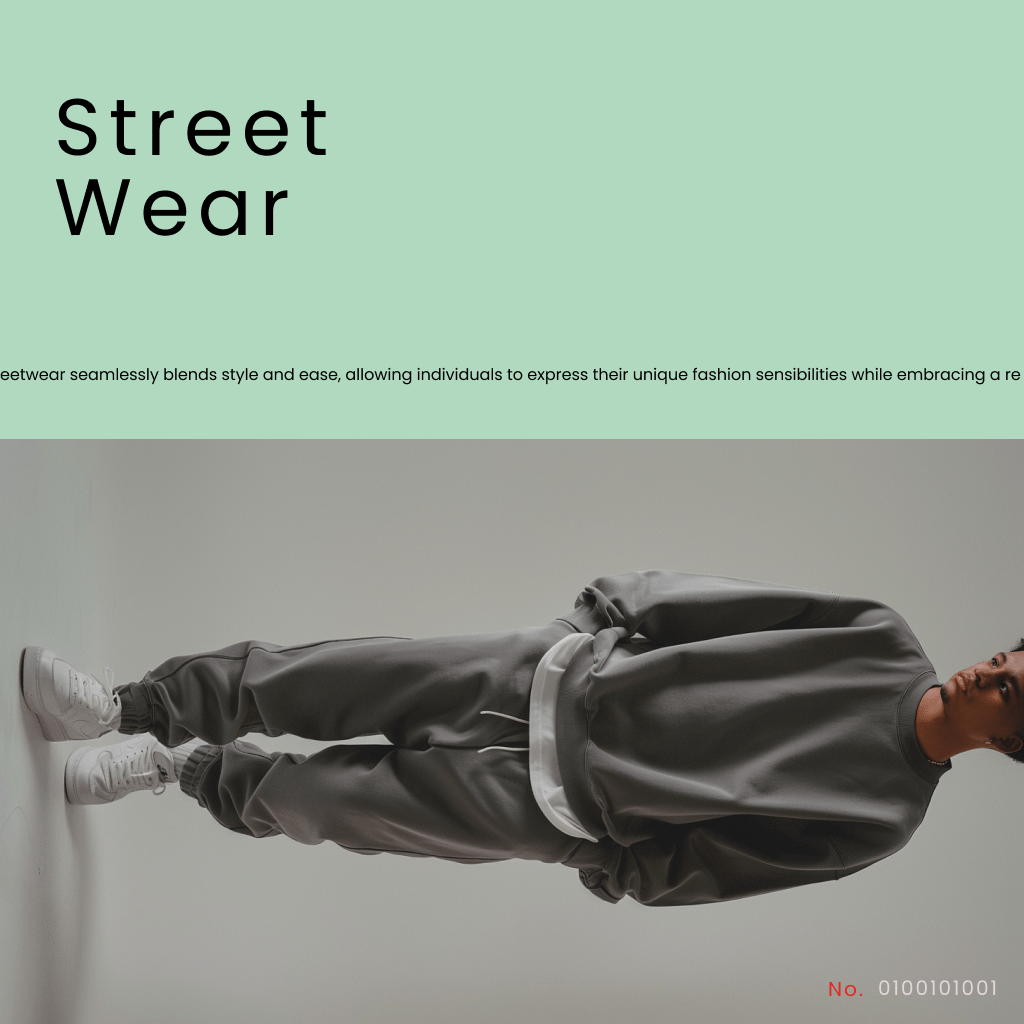 Street
Wear
eetwear seamlessly blends style and ease, allowing individuals to express their unique fashion sensibilities while embracing a re
No. 0100101001